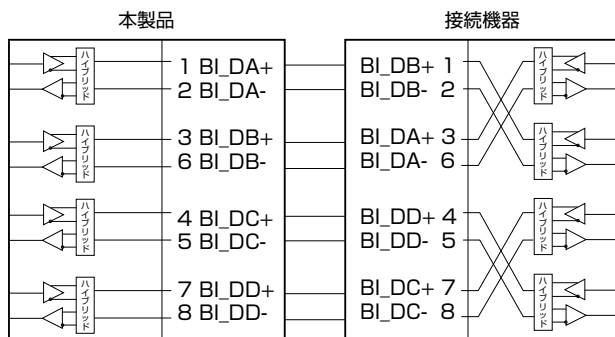 本製品
接続機器
ハイブリッド
1 BI_DA+
2 BI_DA-
ハイブリッド
3 BI_DB+
6 BI_DB-
ハイブリッド
4 BI_DC+
5 BI_DC-
ハイブリッド
7 BI_DD+
8 BI_DD-
BI_DB+ 1
BI_DB- 2
ハイブリッド
BI_DA+ 3
BI_DA- 6
ハイブリッド
BI_DD+ 4
BI_DD- 5
ハイブリッド
BI_DC+ 7
BI_DC- 8
ハイブリッド